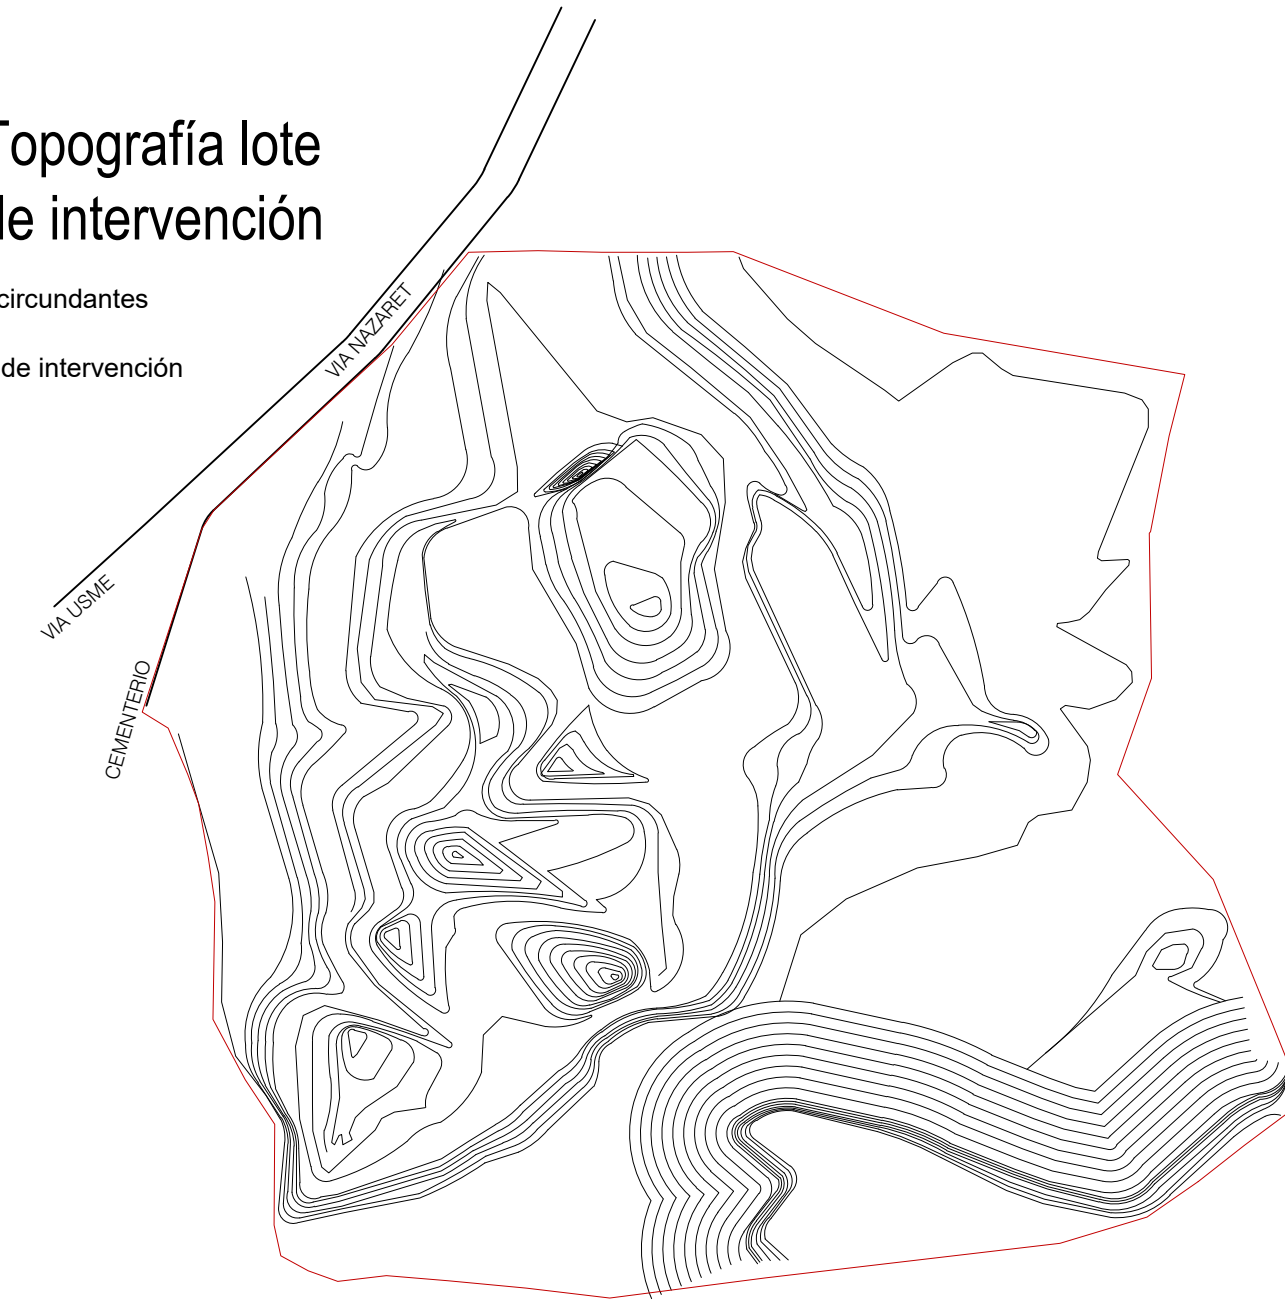 Topografía lote
de intervención
circundantes
de intervención
VIA NAZARET
VIA USME
CEMENTERIO